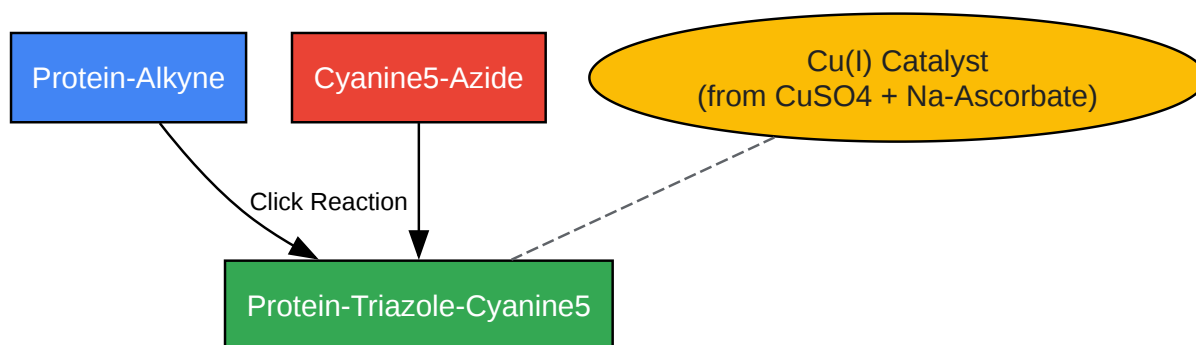 Protein-Alkyne
Cyanine5-Azide
Cu(I) Catalyst
(from CuSO4 + Na-Ascorbate)
Click Reaction
Protein-Triazole-Cyanine5